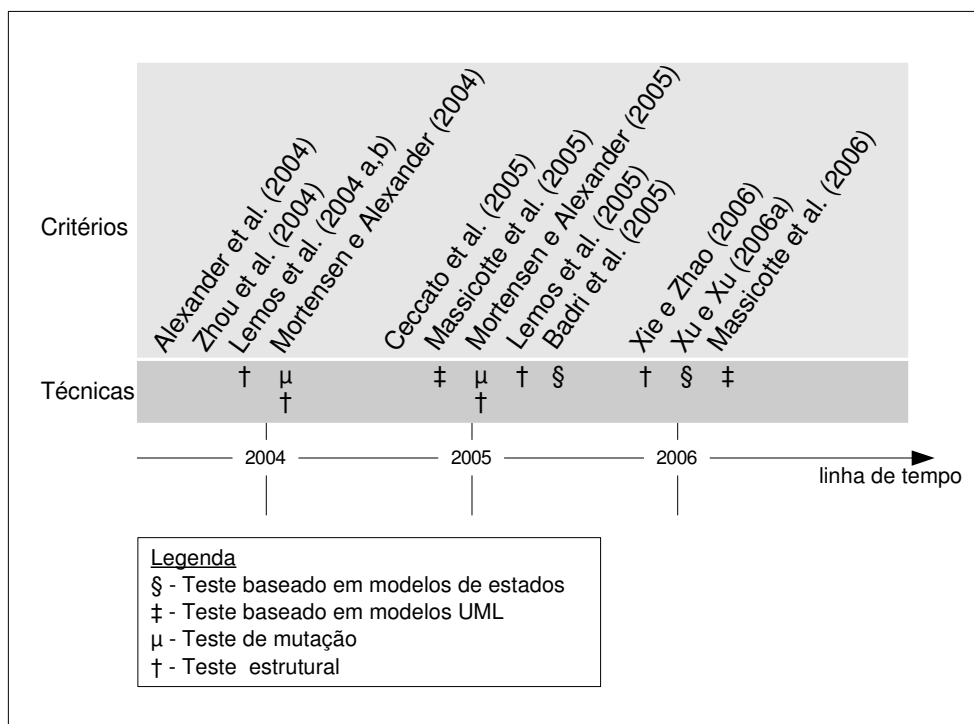 Critérios
Alexander et al. (2004)
Zhou et al. (2004)
Lemos et al. (2004 a,b)
Mortensen e Alexander (2004)
Ceccato et al. (2005)
Massicotte et al. (2005)
Mortensen e Alexander (2005)
Lemos et al. (2005)
Badri et al. (2005)
Xie e Zhao (2006)
Xu e Xu (2006a)
Massicotte et al. (2006)
Técnicas
† µ ‡ µ † § † § ‡
† †
2004 2005 2006
linha de tempo
Legenda
§ - Teste baseado em modelos de estados
‡ - Teste baseado em modelos UML
µ - Teste de mutação
† - Teste estrutural